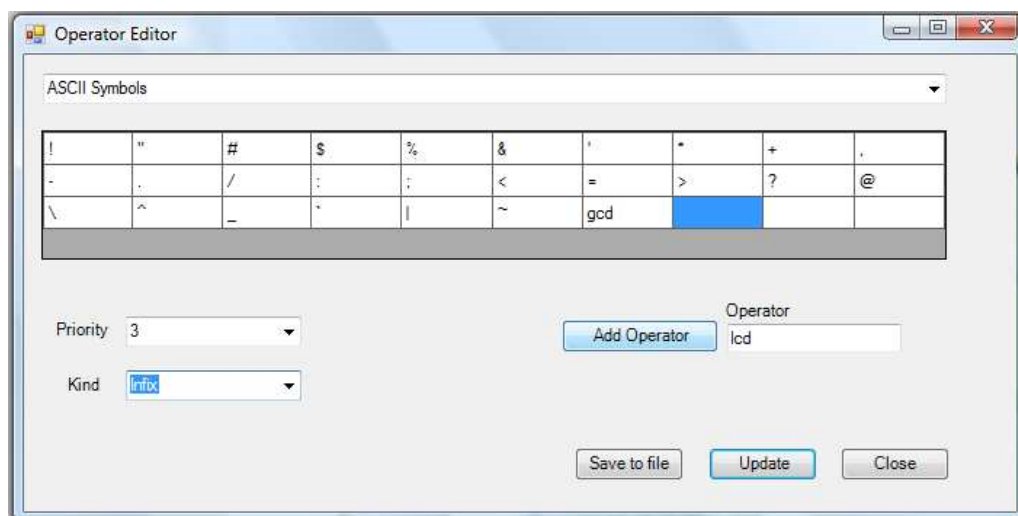 Operator Editor
ASCII Symbols
! " # $ % & ' * + ,
- . / : ; < = > ? @
\ ^ _ ` | ~ gcd
Operator
Priority 3 Add Operator lcd
Kind Infix
Save to file Update Close